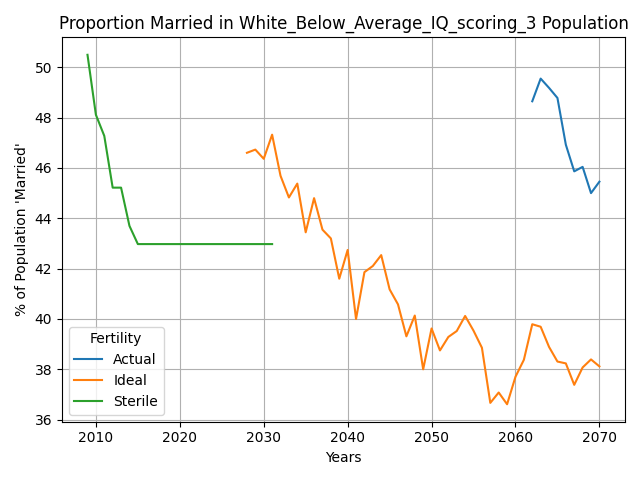 Proportion Married in White_Below_Average_IQ_scoring_3 Population
% of Population 'Married'
50
48
46
44
42
40
38
36
Fertility
Actual
Ideal
Sterile
2010 2020 2030 2040 2050 2060 2070
Years